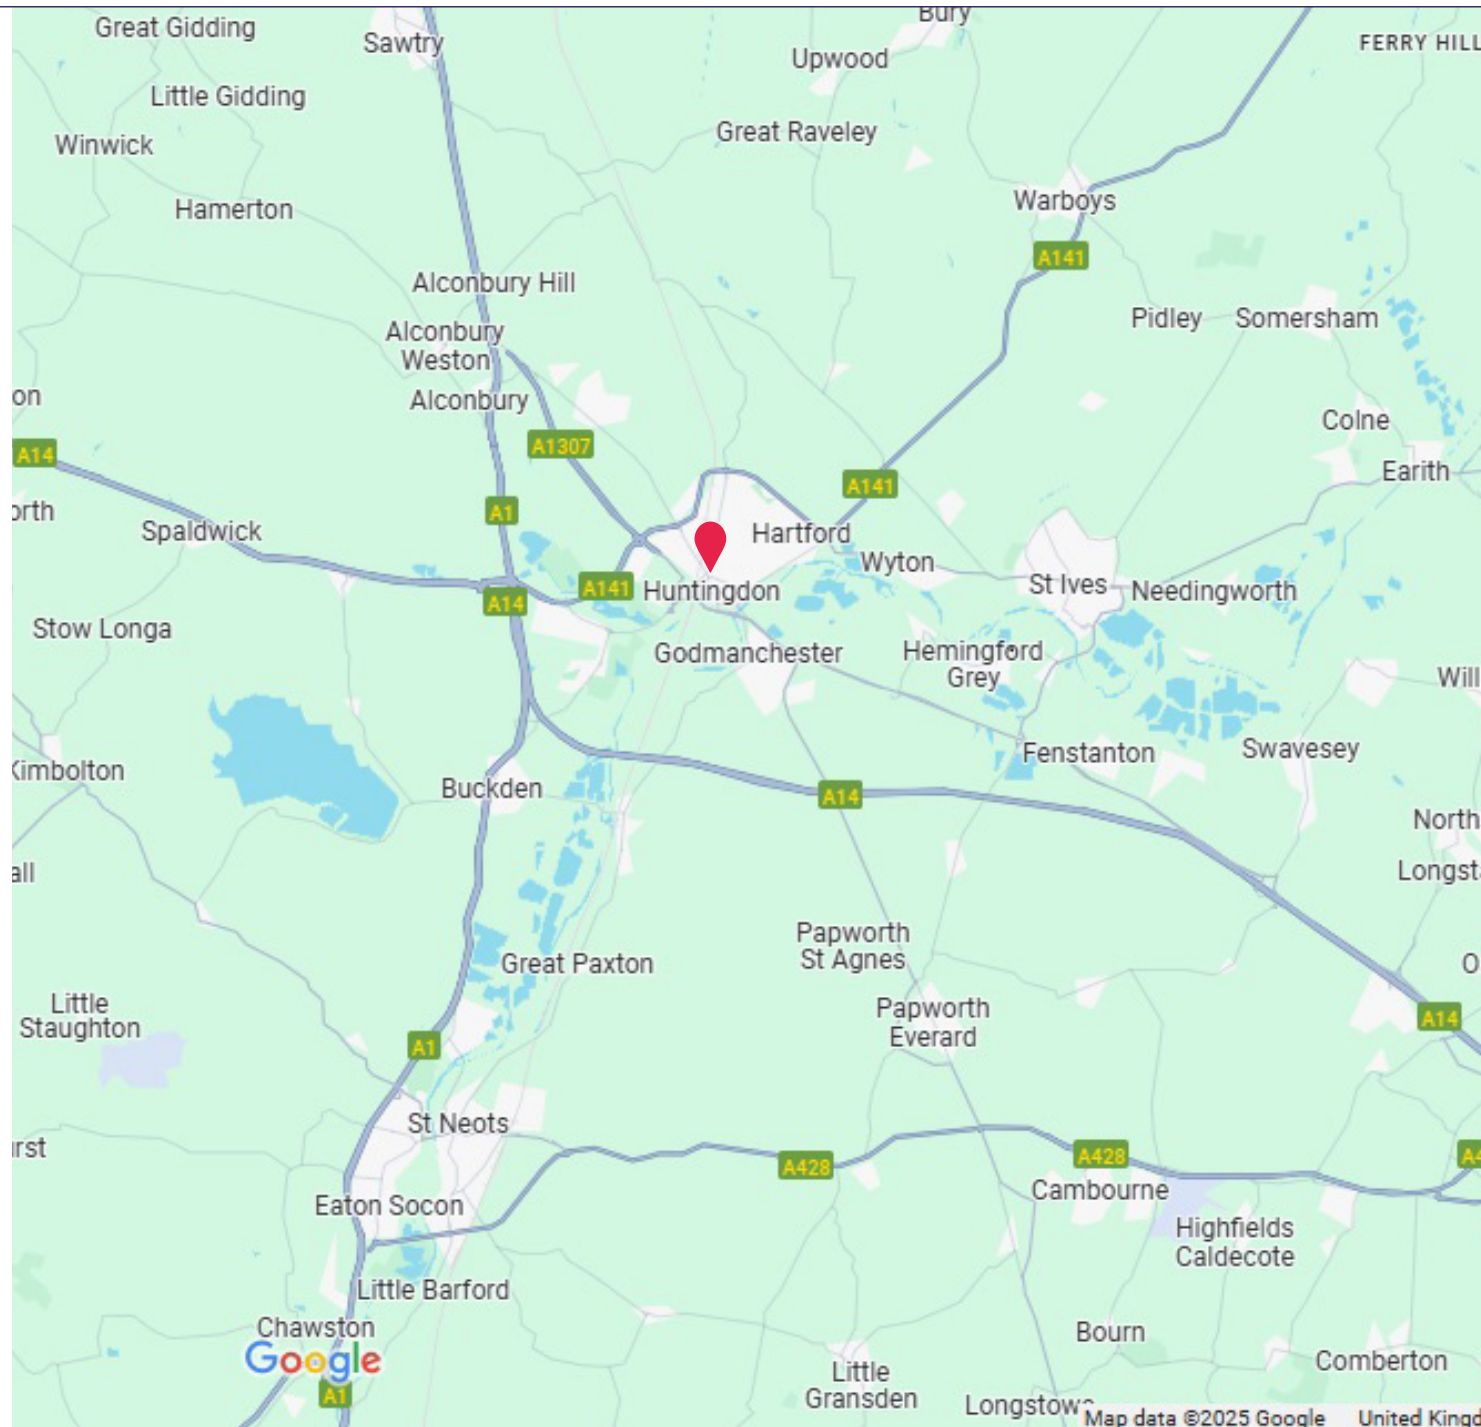 Great Gidding
Sawtry
Bury
Upwood
FERRY HILL
Little Gidding
Great Raveley
Winwick
Hamerton
Warboys
A141
Alconbury Hill
Pidley
Somersham
Alconbury
Weston
on
Alconbury
Colne
A14
A1307
Earith
A141
orth
A1
Spaldwick
Hartford
Wyton
A141
Huntingdon
St Ives
Needingworth
A14
Stow Longa
Godmanchester
Hemingford
Grey
Will
Kimbolton
Fenstanton
Swavesey
Buckden
A14
North
all
Longst
Papworth
St Agnes
Great Paxton
O
Little
Staughton
Papworth
Everard
A14
A1
St Neots
rst
A428
A428
A4
Cambourne
Eaton Socon
Highfields
Caldecote
Little Barford
Chawston
Bourn
Google
Comberton
A1
Little
Gransden
Longstowe
Map data ©2025 Google United Kingd